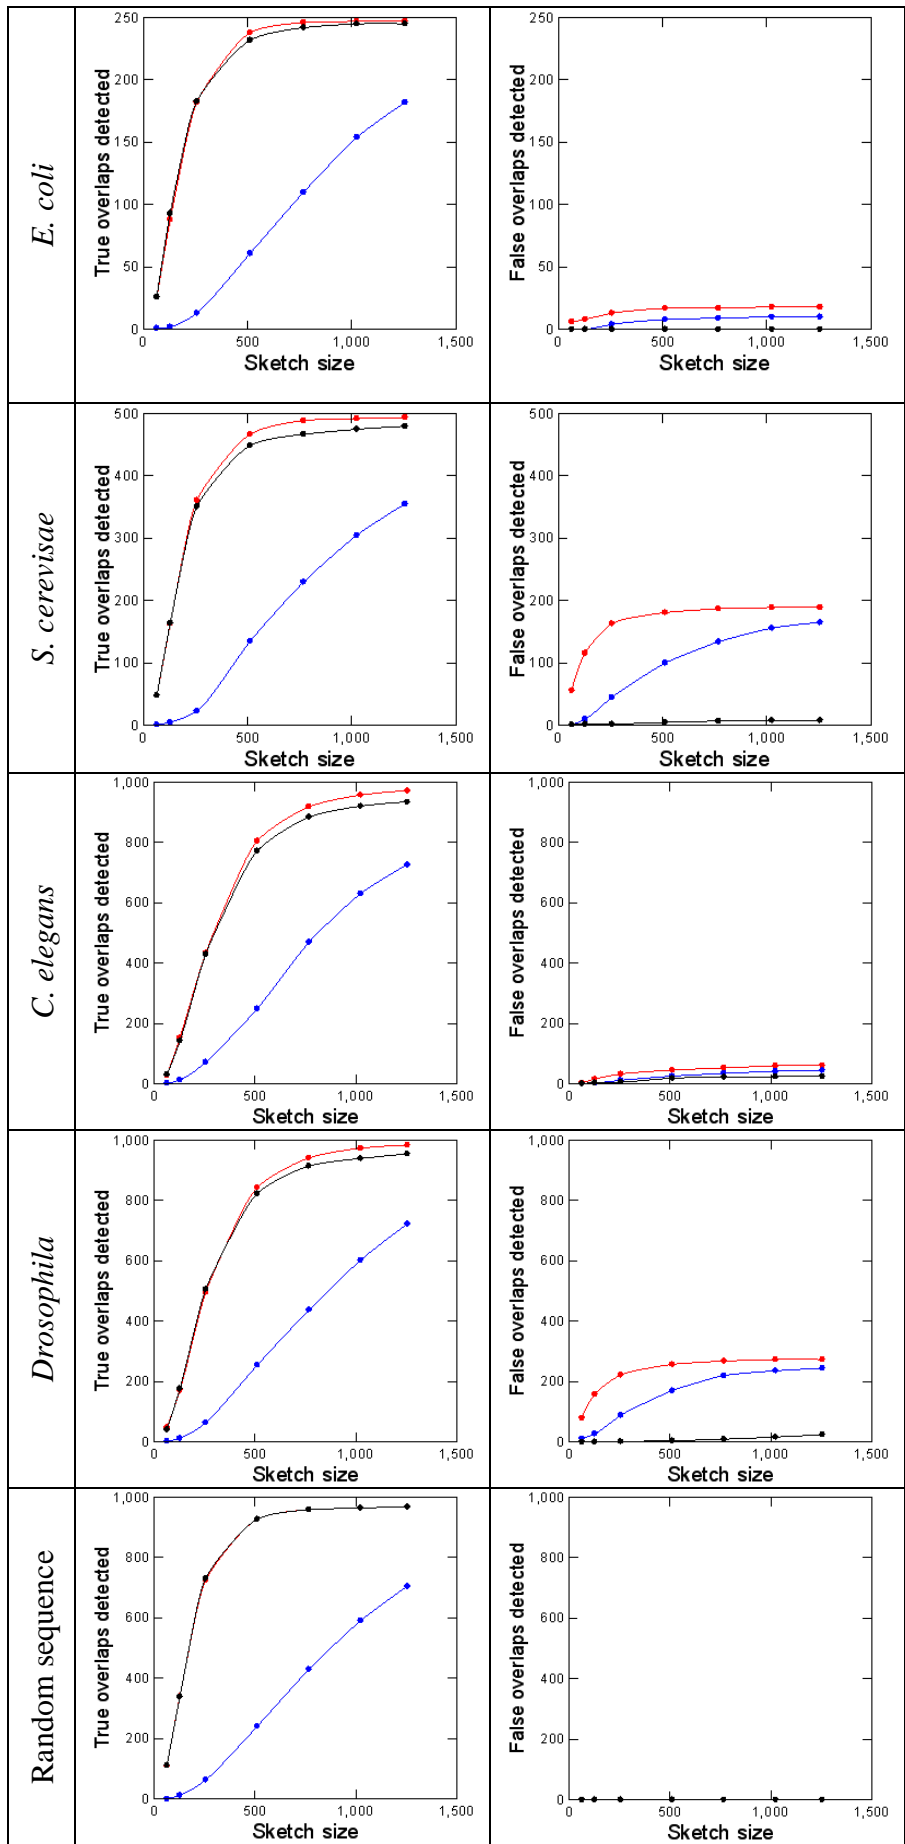 E. coli
True overlaps detected
250
200
150
100
50
0
0 500 1,000 1,500
Sketch size
False overlaps detected
250
200
150
100
50
0
0 500 1,000 1,500
Sketch size
S. cerevisae
True overlaps detected
500
400
300
200
100
0
0 500 1,000 1,500
Sketch size
False overlaps detected
500
400
300
200
100
0
0 500 1,000 1,500
Sketch size
C. elegans
True overlaps detected
1,000
800
600
400
200
0
0 500 1,000 1,500
Sketch size
False overlaps detected
1,000
800
600
400
200
0
0 500 1,000 1,500
Sketch size
Drosophila
True overlaps detected
1,000
800
600
400
200
0
0 500 1,000 1,500
Sketch size
False overlaps detected
1,000
800
600
400
200
0
0 500 1,000 1,500
Sketch size
Random sequence
True overlaps detected
1,000
800
600
400
200
0
0 500 1,000 1,500
Sketch size
False overlaps detected
1,000
800
600
400
200
0
0 500 1,000 1,500
Sketch size